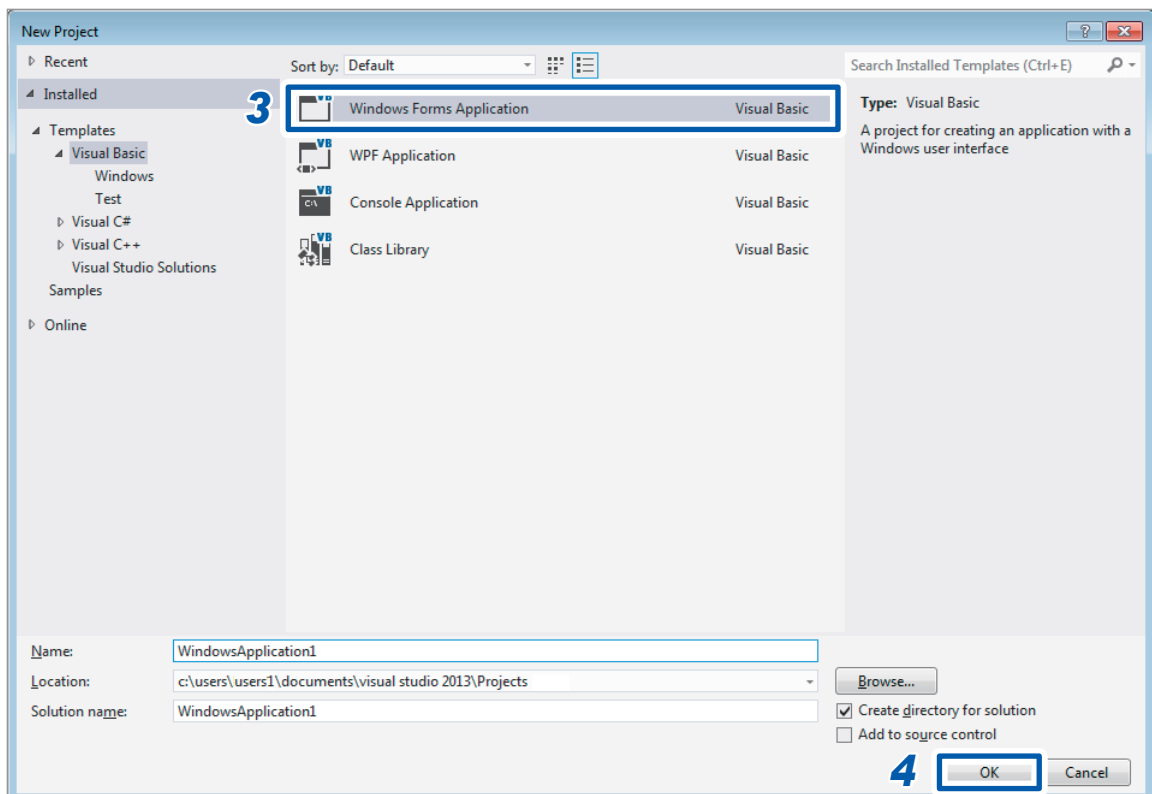 New Project
Recent
Installed
Templates
Visual Basic
Windows
Test
Visual C#
Visual C++
Visual Studio Solutions
Samples
Online
Sort by: Default
3
VB Windows Forms Application Visual Basic
VB WPF Application Visual Basic
VB C:\ Console Application Visual Basic
VB Class Library Visual Basic
Search Installed Templates (Ctrl+E)
Type: Visual Basic
A project for creating an application with a
Windows user interface
Name: WindowsApplication1
Location: c:\users\users1\documents\visual studio 2013\Projects
Browse...
Solution name: WindowsApplication1
Create directory for solution
Add to source control
4
OK Cancel